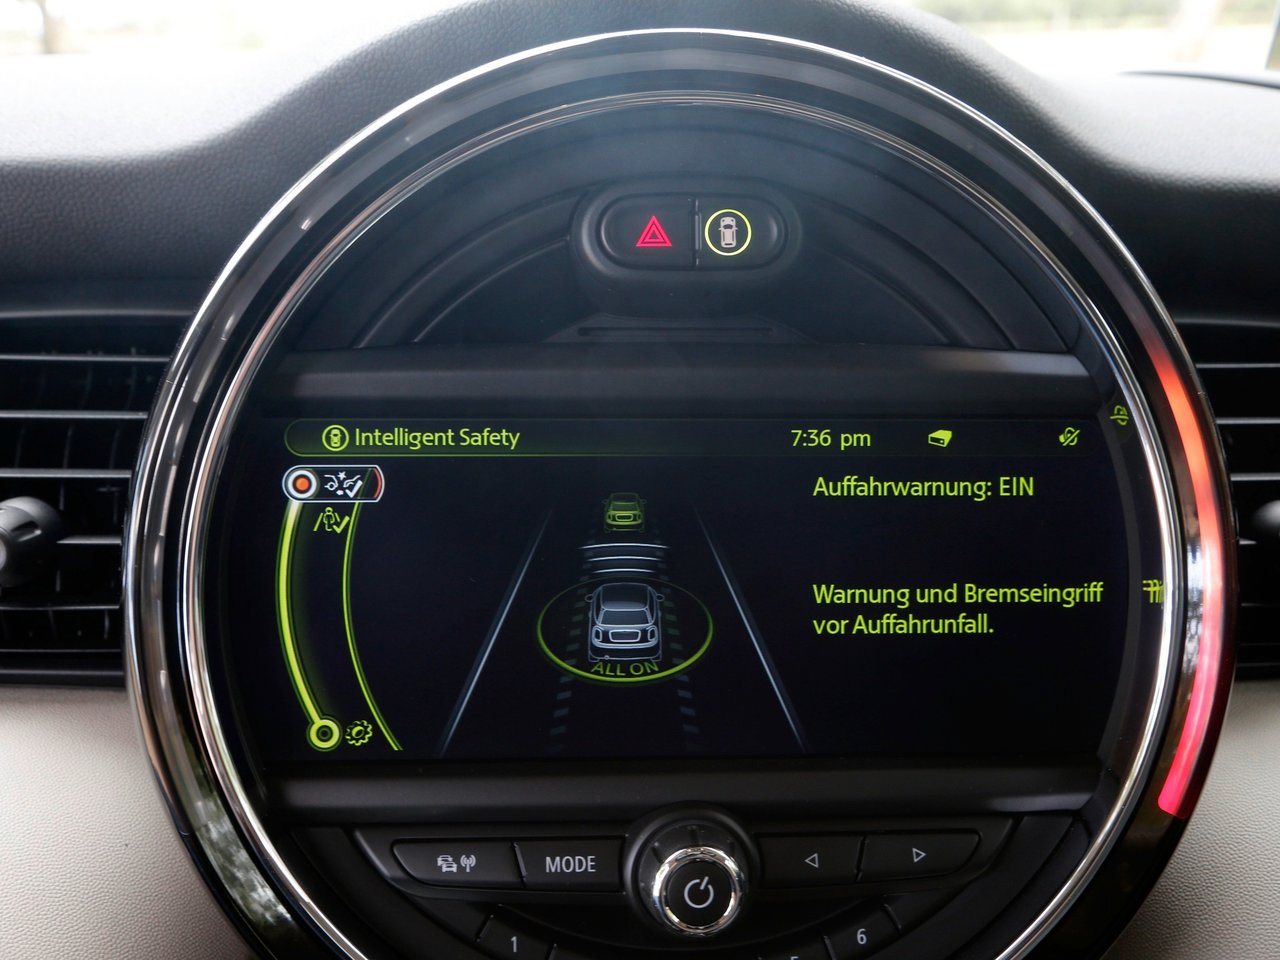 Intelligent Safety
7:36 pm
Auffahrwarnung: EIN
Warnung und Bremseingriff
vor Auffahrunfall.
ALL ON
MODE
1
6